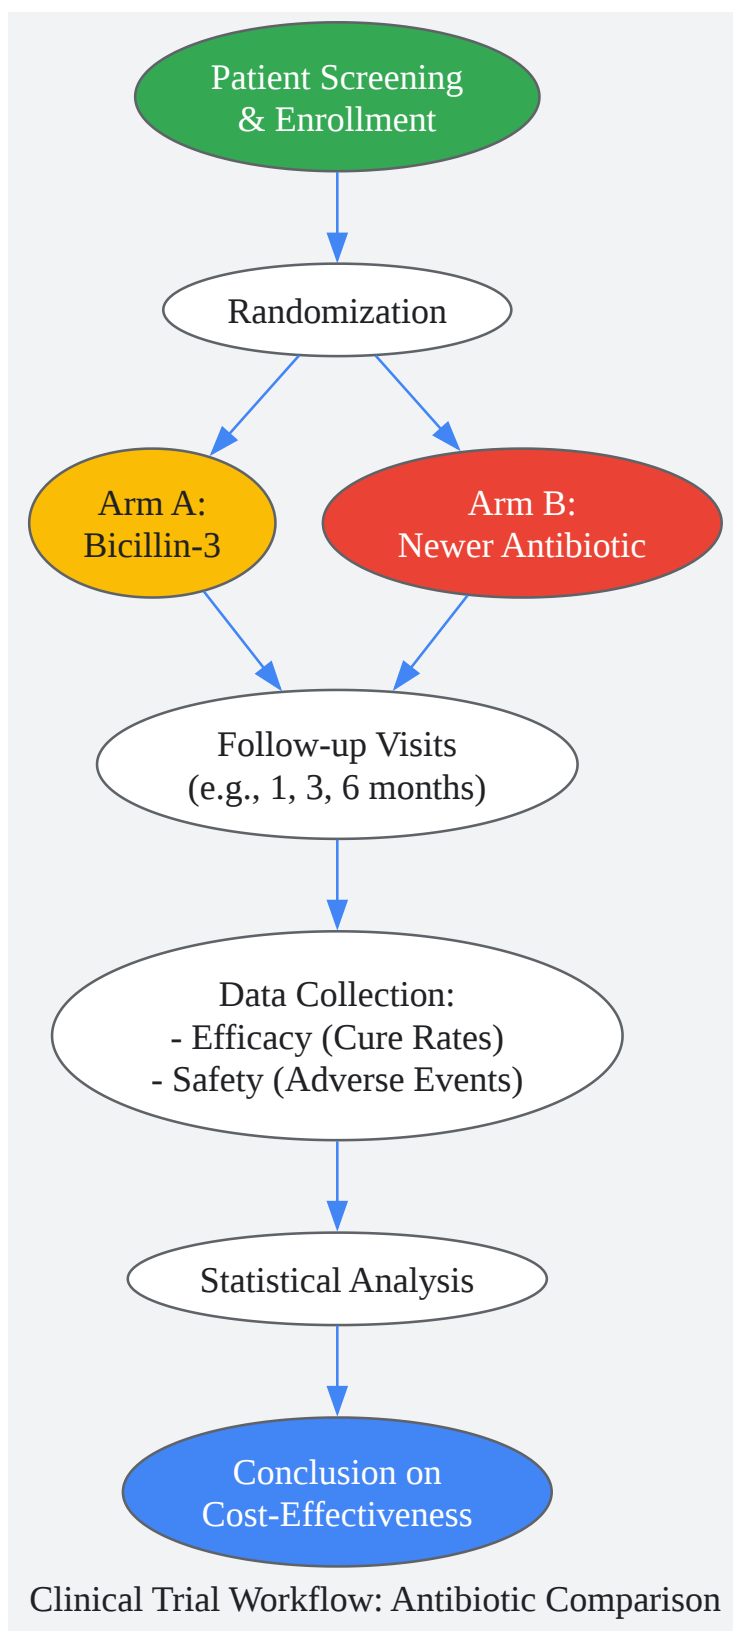 Patient Screening
& Enrollment
Randomization
Arm A:
Bicillin-3
Arm B:
Newer Antibiotic
Follow-up Visits
(e.g., 1, 3, 6 months)
Data Collection:
- Efficacy (Cure Rates)
- Safety (Adverse Events)
Statistical Analysis
Conclusion on
Cost-Effectiveness
Clinical Trial Workflow: Antibiotic Comparison